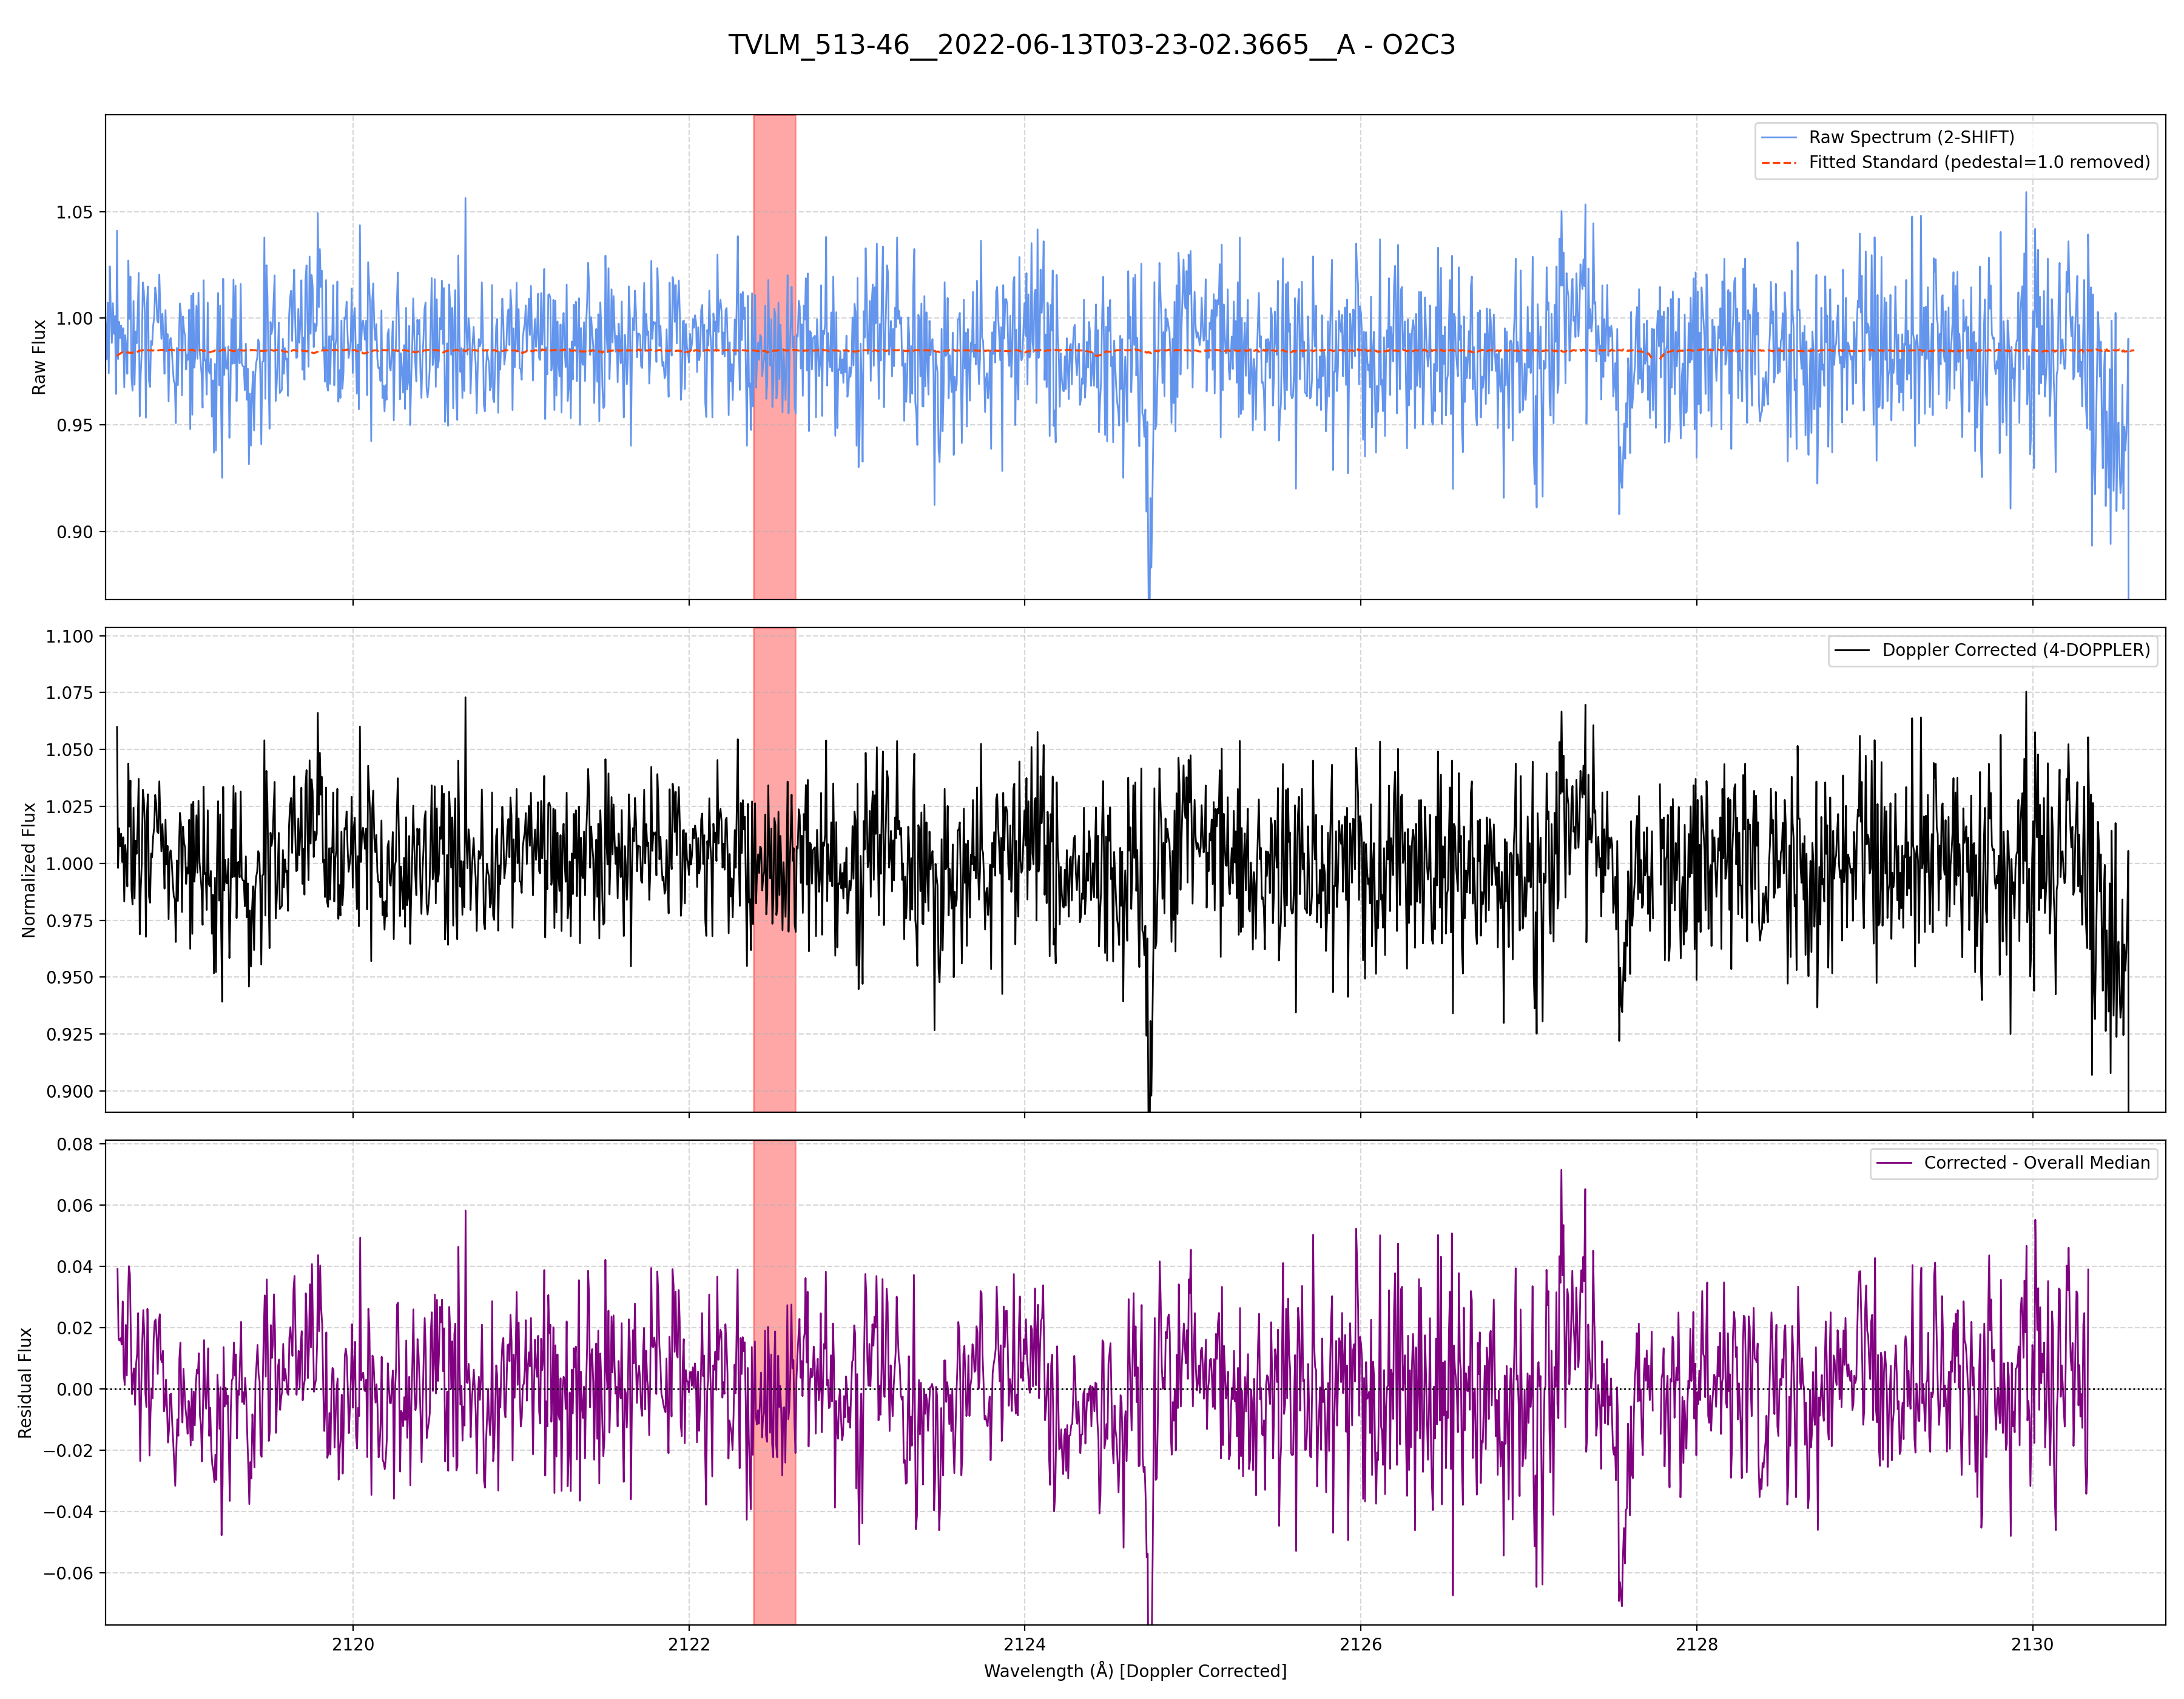 TVLM_513-46__2022-06-13T03-23-02.3665__A - O2C3
Raw Spectrum (2-SHIFT)
Fitted Standard (pedestal=1.0 removed)
1.05
1.00
0.95
0.90
Raw Flux
Doppler Corrected (4-DOPPLER)
1.100
1.075
1.050
1.025
1.000
0.975
0.950
0.925
0.900
Normalized Flux
Corrected - Overall Median
0.08
0.06
0.04
0.02
0.00
−0.02
−0.04
−0.06
Residual Flux
2120 2122 2124 2126 2128 2130
Wavelength (Å) [Doppler Corrected]